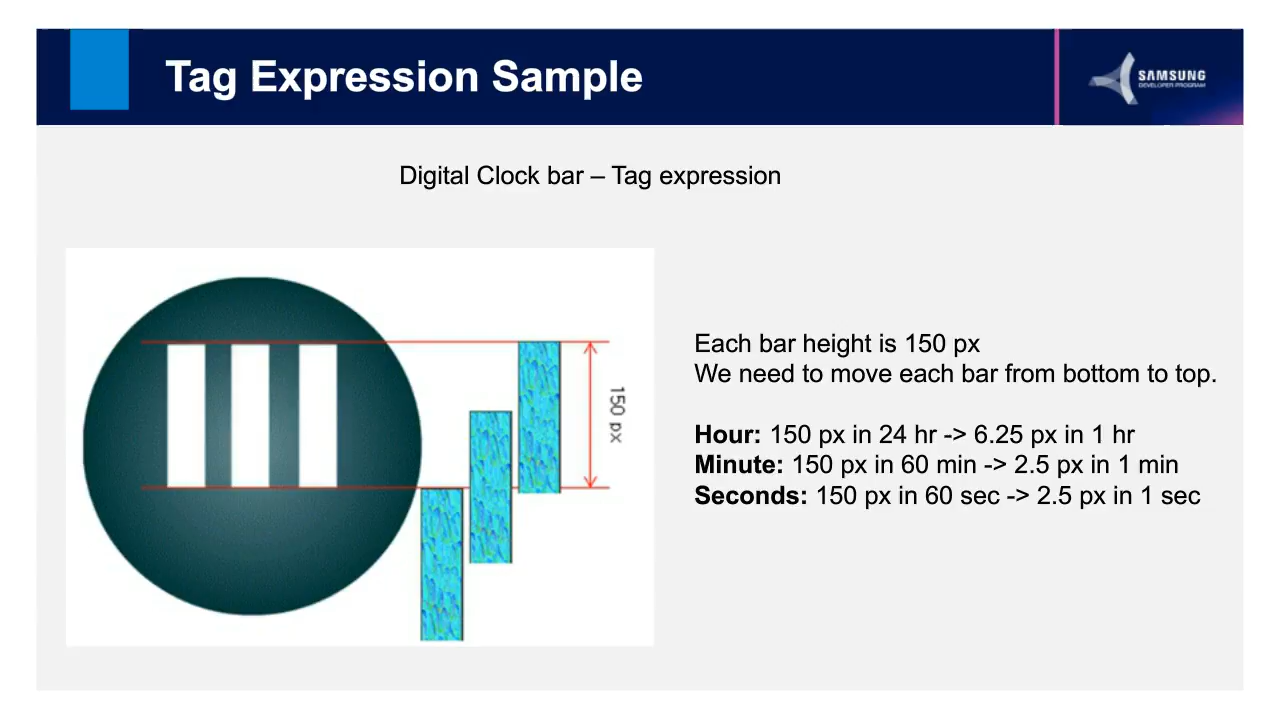 Tag Expression Sample
SAMSUNG
DEVELOPER PROGRAM
Digital Clock bar – Tag expression
150 px
Each bar height is 150 px
We need to move each bar from bottom to top.
Hour: 150 px in 24 hr -> 6.25 px in 1 hr
Minute: 150 px in 60 min -> 2.5 px in 1 min
Seconds: 150 px in 60 sec -> 2.5 px in 1 sec